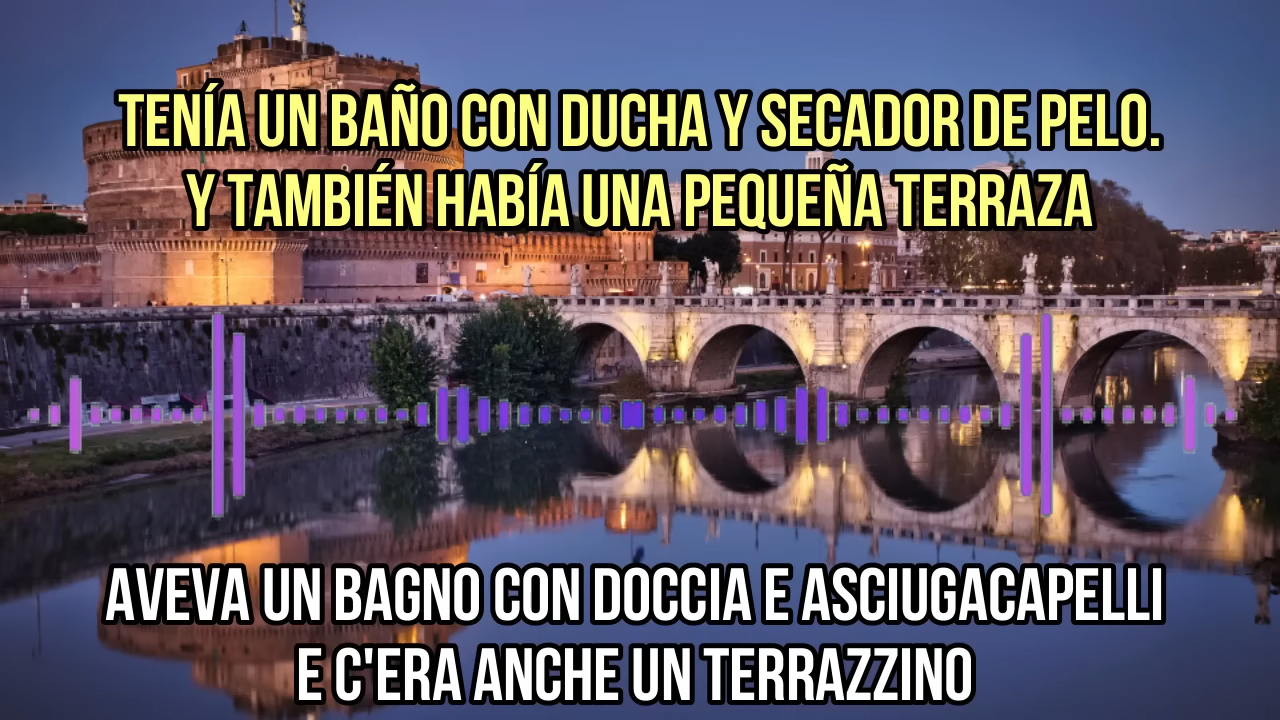 TENÍA UN BAÑO CON DUCHA Y SECADOR DE PELO.
Y TAMBIÉN HABÍA UNA PEQUEÑA TERRAZA
AVEVA UN BAGNO CON DOCCIA E ASCIUGACAPELLI
E C'ERA ANCHE UN TERRAZZINO